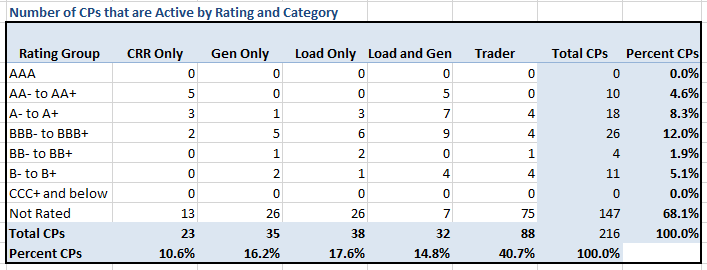 Number of CPs that are Active by Rating and Category
Rating Group CRR Only Gen Only Load Only Load and Gen Trader Total CPs Percent CPs
AAA 0 0 0 0 0 0 0.0%
AA- to AA+ 5 0 0 5 0 10 4.6%
A- to A+ 3 1 3 7 4 18 8.3%
BBB- to BBB+ 2 5 6 9 4 26 12.0%
BB- to BB+ 0 1 2 0 1 4 1.9%
B- to B+ 0 2 1 4 4 11 5.1%
CCC+ and below 0 0 0 0 0 0 0.0%
Not Rated 13 26 26 7 75 147 68.1%
Total CPs 23 35 38 32 88 216 100.0%
Percent CPs 10.6% 16.2% 17.6% 14.8% 40.7% 100.0%